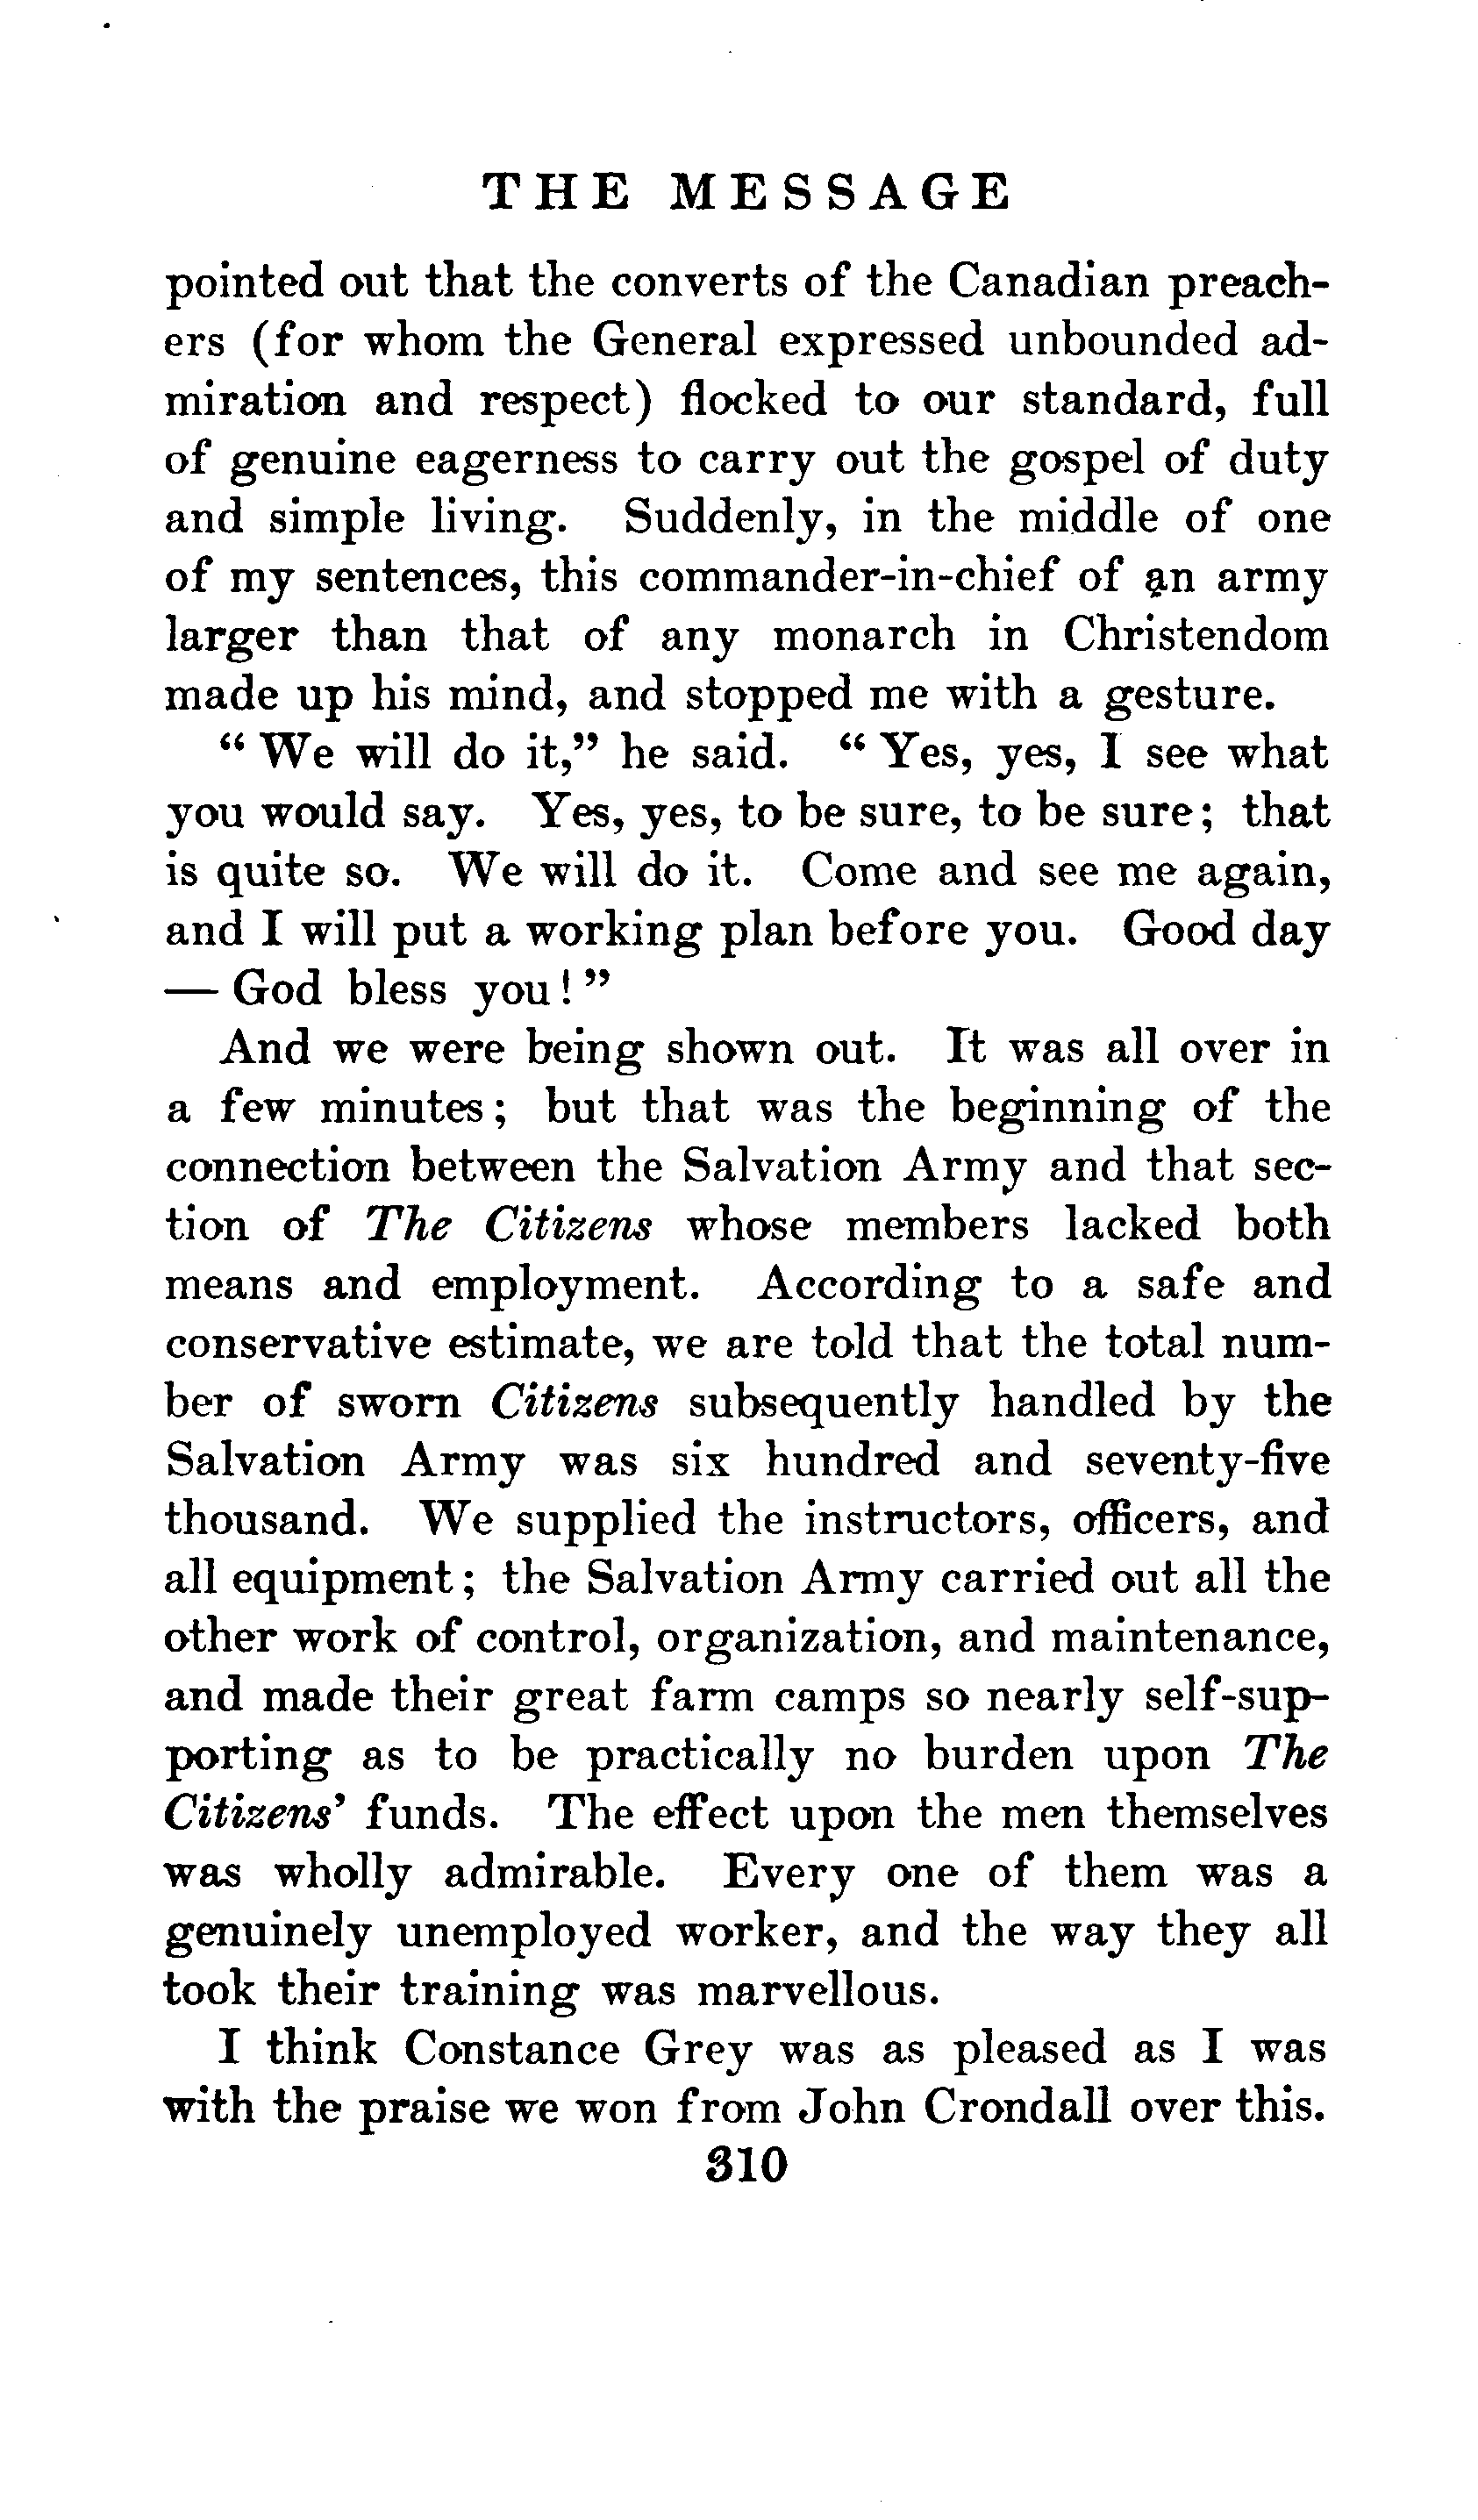 THE MESSAGE
pointed out that the converts of the Canadian preach-
ers (for whom the General expressed unbounded ad-
miration and respect) flocked to our standard, full
of genuine eagerness to carry out the gospel of duty
and simple living. Suddenly, in the middle of one
of my sentences, this commander-in-chief of an army
larger than that of any monarch in Christendom
made up his mind, and stopped me with a gesture.
“ We will do it,” he said. “ Yes, yes, I see what
you would say. Yes, yes, to be sure, to be sure; that
is quite so. We will do it. Come and see me again,
and I will put a working plan before you. Good day
— God bless you! ”
And we were being shown out. It was all over in
a few minutes; but that was the beginning of the
connection between the Salvation Army and that sec-
tion of The Citizens whose members lacked both
means and employment. According to a safe and
conservative estimate, we are told that the total num-
ber of sworn Citizens subsequently handled by the
Salvation Army was six hundred and seventy-five
thousand. We supplied the instructors, officers, and
all equipment; the Salvation Army carried out all the
other work of control, organization, and maintenance,
and made their great farm camps so nearly self-sup-
porting as to be practically no burden upon The
Citizens’ funds. The effect upon the men themselves
was wholly admirable. Every one of them was a
genuinely unemployed worker, and the way they all
took their training was marvellous.
I think Constance Grey was as pleased as I was
with the praise we won from John Crondall over this.
310